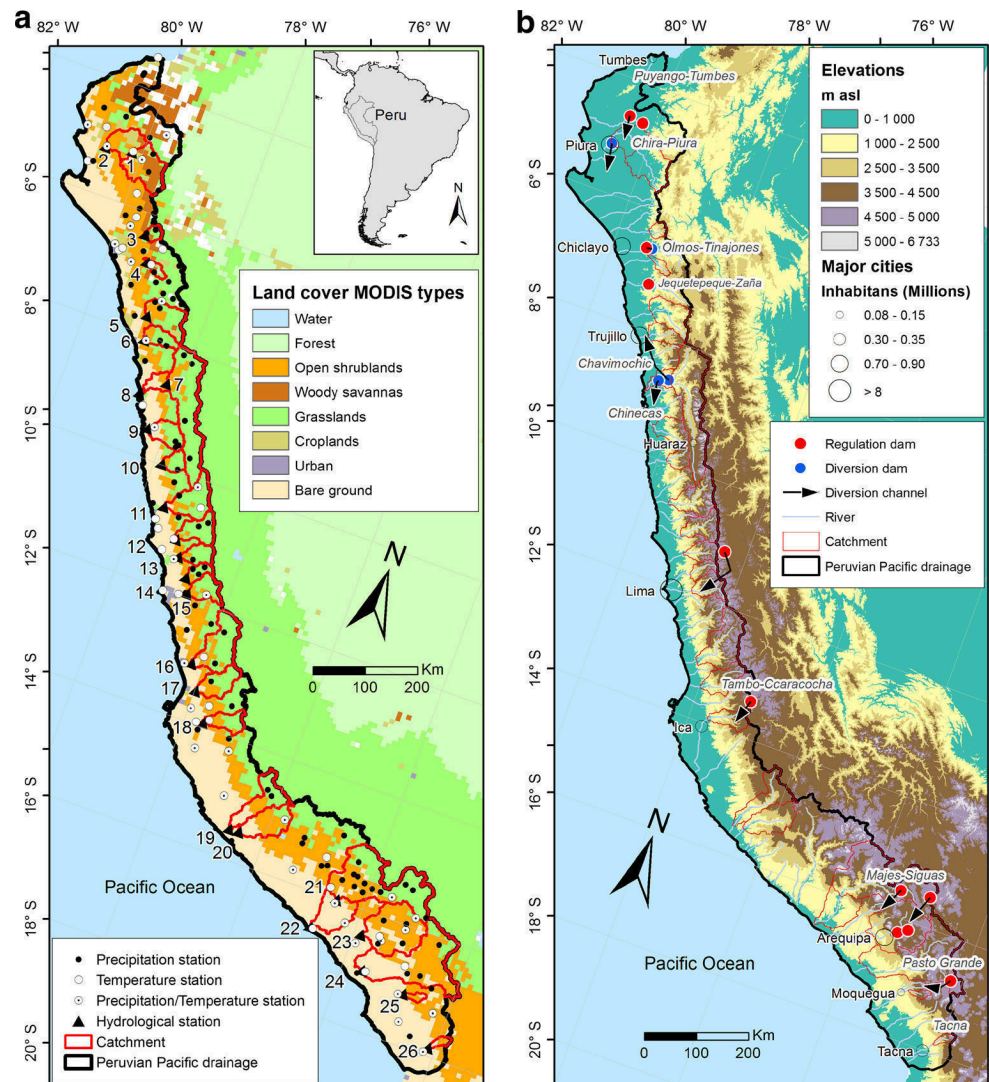 a
82° W
80° W
78° W
76° W
6° S
8° S
10° S
12° S
14° S
16° S
18° S
20° S
Peru
N
Land cover MODIS types
Water
Forest
Open shrublands
Woody savannas
Grasslands
Croplands
Urban
Bare ground
N
Km
0 100 200
1
2
3
4
5
6
7
8
9
10
11
12
13
14
15
16
17
18
19
20
21
22
23
24
25
26
Pacific Ocean
Precipitation station
Temperature station
Precipitation/Temperature station
Hydrological station
Catchment
Peruvian Pacific drainage
b
82° W
80° W
78° W
76° W
6° S
8° S
10° S
12° S
14° S
16° S
18° S
20° S
Tumbes
Puyango-Tumbes
Piura
Chira-Piura
Chiclayo
Olmos-Tinajones
Jequetepeque-Zaña
Trujillo
Chavimochic
Chinecas
Huaraz
Lima
Tambo-Ccaracocha
Ica
Majes-Siguas
Arequipa
Pasto Grande
Moquegua
Tacna
Tacna
Elevations
m asl
0 - 1 000
1 000 - 2 500
2 500 - 3 500
3 500 - 4 500
4 500 - 5 000
5 000 - 6 733
Major cities
Inhabitans (Millions)
0.08 - 0.15
0.30 - 0.35
0.70 - 0.90
> 8
Regulation dam
Diversion dam
Diversion channel
River
Catchment
Peruvian Pacific drainage
N
Pacific Ocean
Km
0 100 200